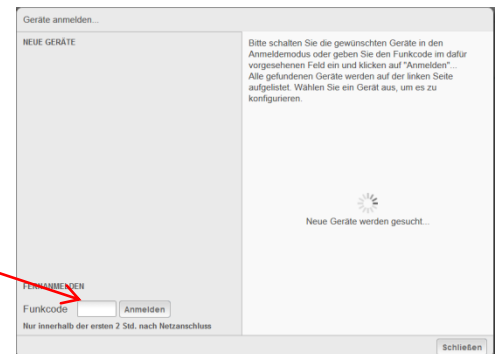 Geräte anmelden...
NEUE GERÄTE
Bitte schalten Sie die gewünschten Geräte in den
Anmeldemodus oder geben Sie den Funkcode im dafür
vorgesehenen Feld ein und klicken auf "Anmelden"...
Alle gefundenen Geräte werden auf der linken Seite
aufgelistet. Wählen Sie ein Gerät aus, um es zu
konfigurieren.
Neue Geräte werden gesucht...
FERNANMELDEN
Funkcode Anmelden
Nur innerhalb der ersten 2 Std. nach Netzanschluss
Schließen